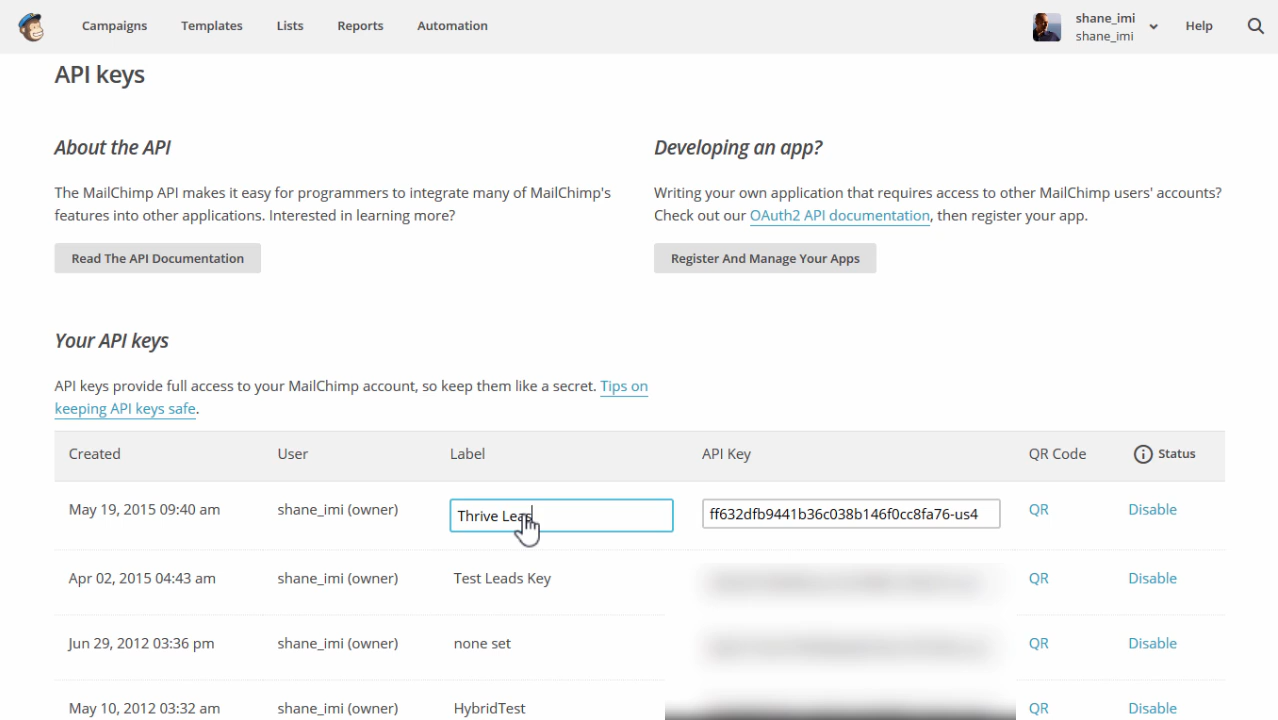 Campaigns Templates Lists Reports Automation shane_imi Help
shane_imi
API keys
About the API
The MailChimp API makes it easy for programmers to integrate many of MailChimp's
features into other applications. Interested in learning more?
Read The API Documentation
Developing an app?
Writing your own application that requires access to other MailChimp users' accounts?
Check out our OAuth2 API documentation, then register your app.
Register And Manage Your Apps
Your API keys
API keys provide full access to your MailChimp account, so keep them like a secret. Tips on
keeping API keys safe.
Created User Label API Key QR Code Status
May 19, 2015 09:40 am shane_imi (owner) Thrive Leas ff632dfb9441b36c038b146f0cc8fa76-us4 QR Disable
Apr 02, 2015 04:43 am shane_imi (owner) Test Leads Key QR Disable
Jun 29, 2012 03:36 pm shane_imi (owner) none set QR Disable
May 10, 2012 03:32 am shane_imi (owner) HybridTest QR Disable